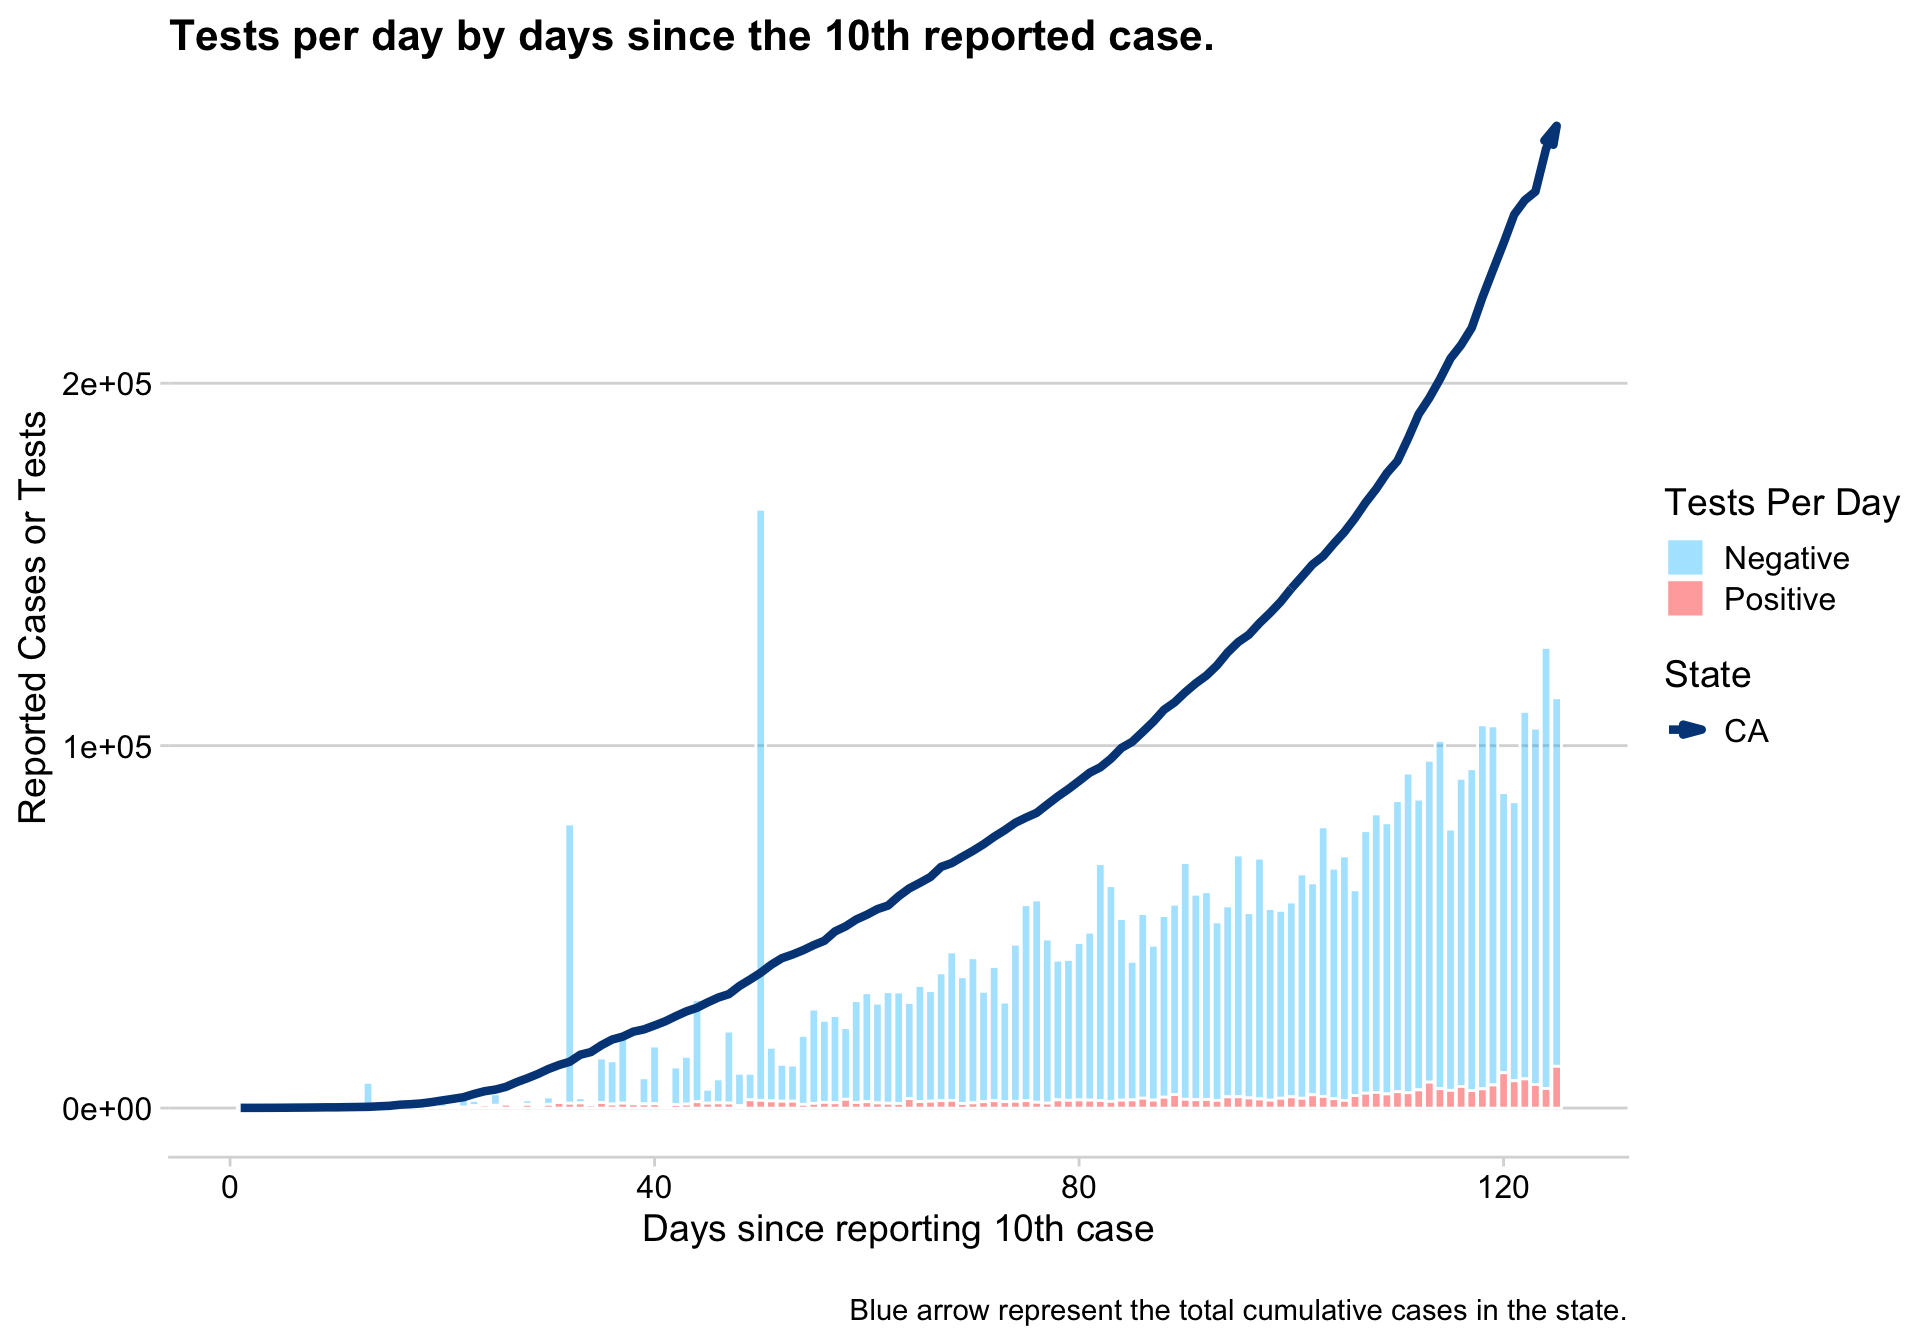 Tests per day by days since the 10th reported case.
Reported Cases or Tests
2e+05
1e+05
0e+00
0
40
80
120
Days since reporting 10th case
Tests Per Day
Negative
Positive
State
CA
Blue arrow represent the total cumulative cases in the state.